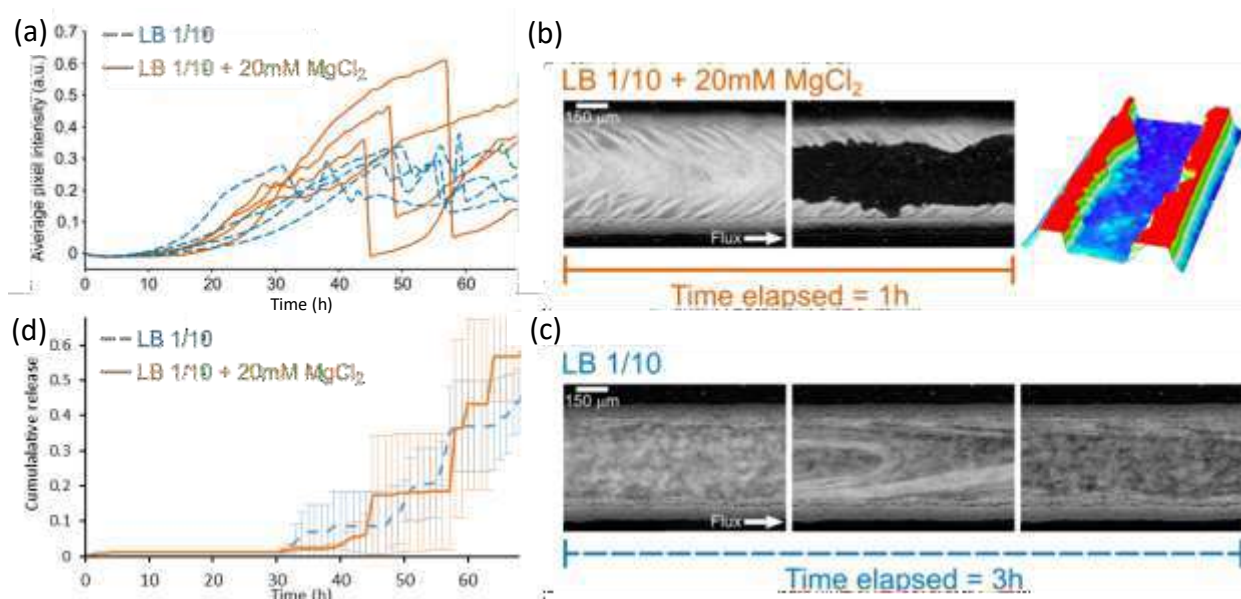 (a)
LB 1/10
LB 1/10 + 20mM MgCl2
Average pixel intensity (a.u.)
0.7
0.6
0.5
0.4
0.3
0.2
0.1
0
0 10 20 30 40 50 60
Time (h)
(b)
LB 1/10 + 20mM MgCl2
150 µm
Flux
Time elapsed = 1h
(d)
LB 1/10
LB 1/10 + 20mM MgCl2
Cumulalative release
0.6
0.5
0.4
0.3
0.2
0.1
0
0 10 20 30 40 50 60
Time (h)
(c)
LB 1/10
150 µm
Flux
Time elapsed = 3h